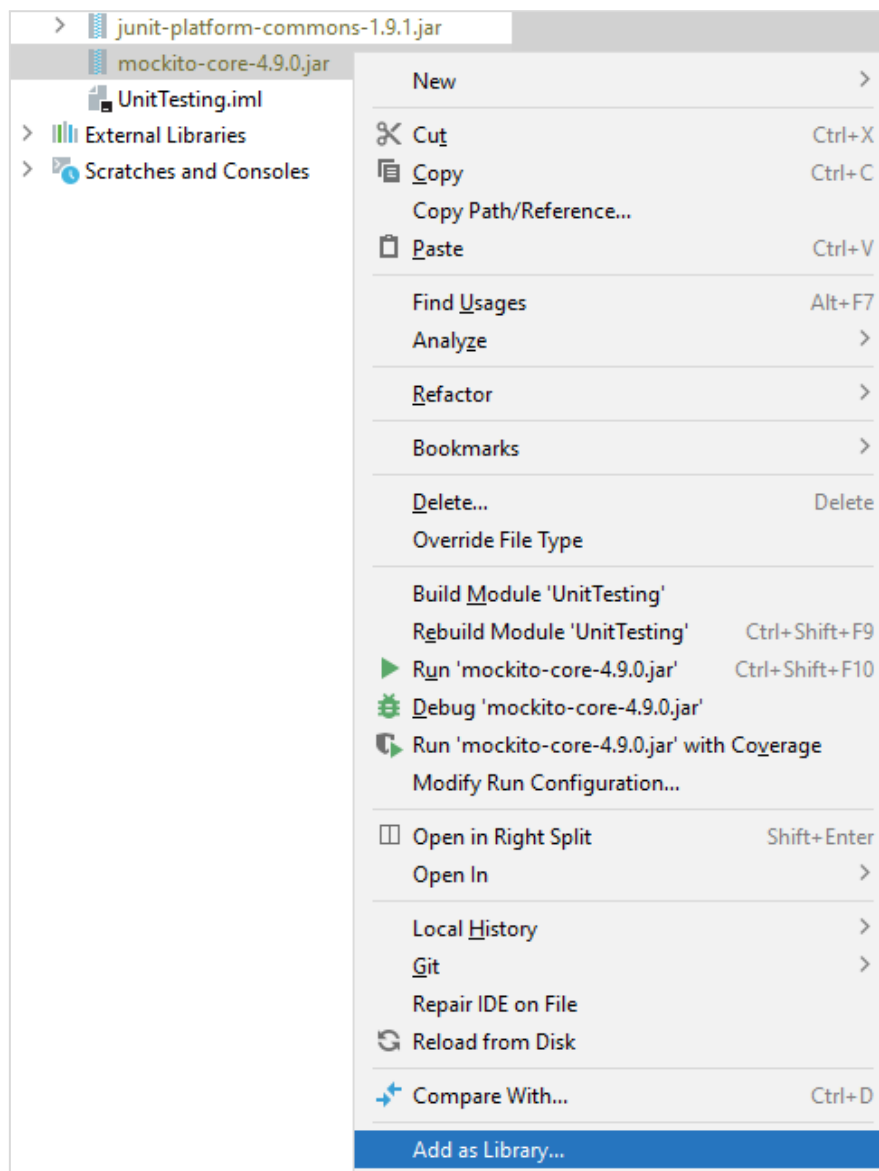 junit-platform-commons-1.9.1.jar
mockito-core-4.9.0.jar
UnitTesting.iml
External Libraries
Scratches and Consoles
New
Cut Ctrl+X
Copy Ctrl+C
Copy Path/Reference...
Paste Ctrl+V
Find Usages Alt+F7
Analyze
Refactor
Bookmarks
Delete... Delete
Override File Type
Build Module 'UnitTesting'
Rebuild Module 'UnitTesting' Ctrl+Shift+F9
Run 'mockito-core-4.9.0.jar' Ctrl+Shift+F10
Debug 'mockito-core-4.9.0.jar'
Run 'mockito-core-4.9.0.jar' with Coverage
Modify Run Configuration...
Open in Right Split Shift+Enter
Open In
Local History
Git
Repair IDE on File
Reload from Disk
Compare With... Ctrl+D
Add as Library...